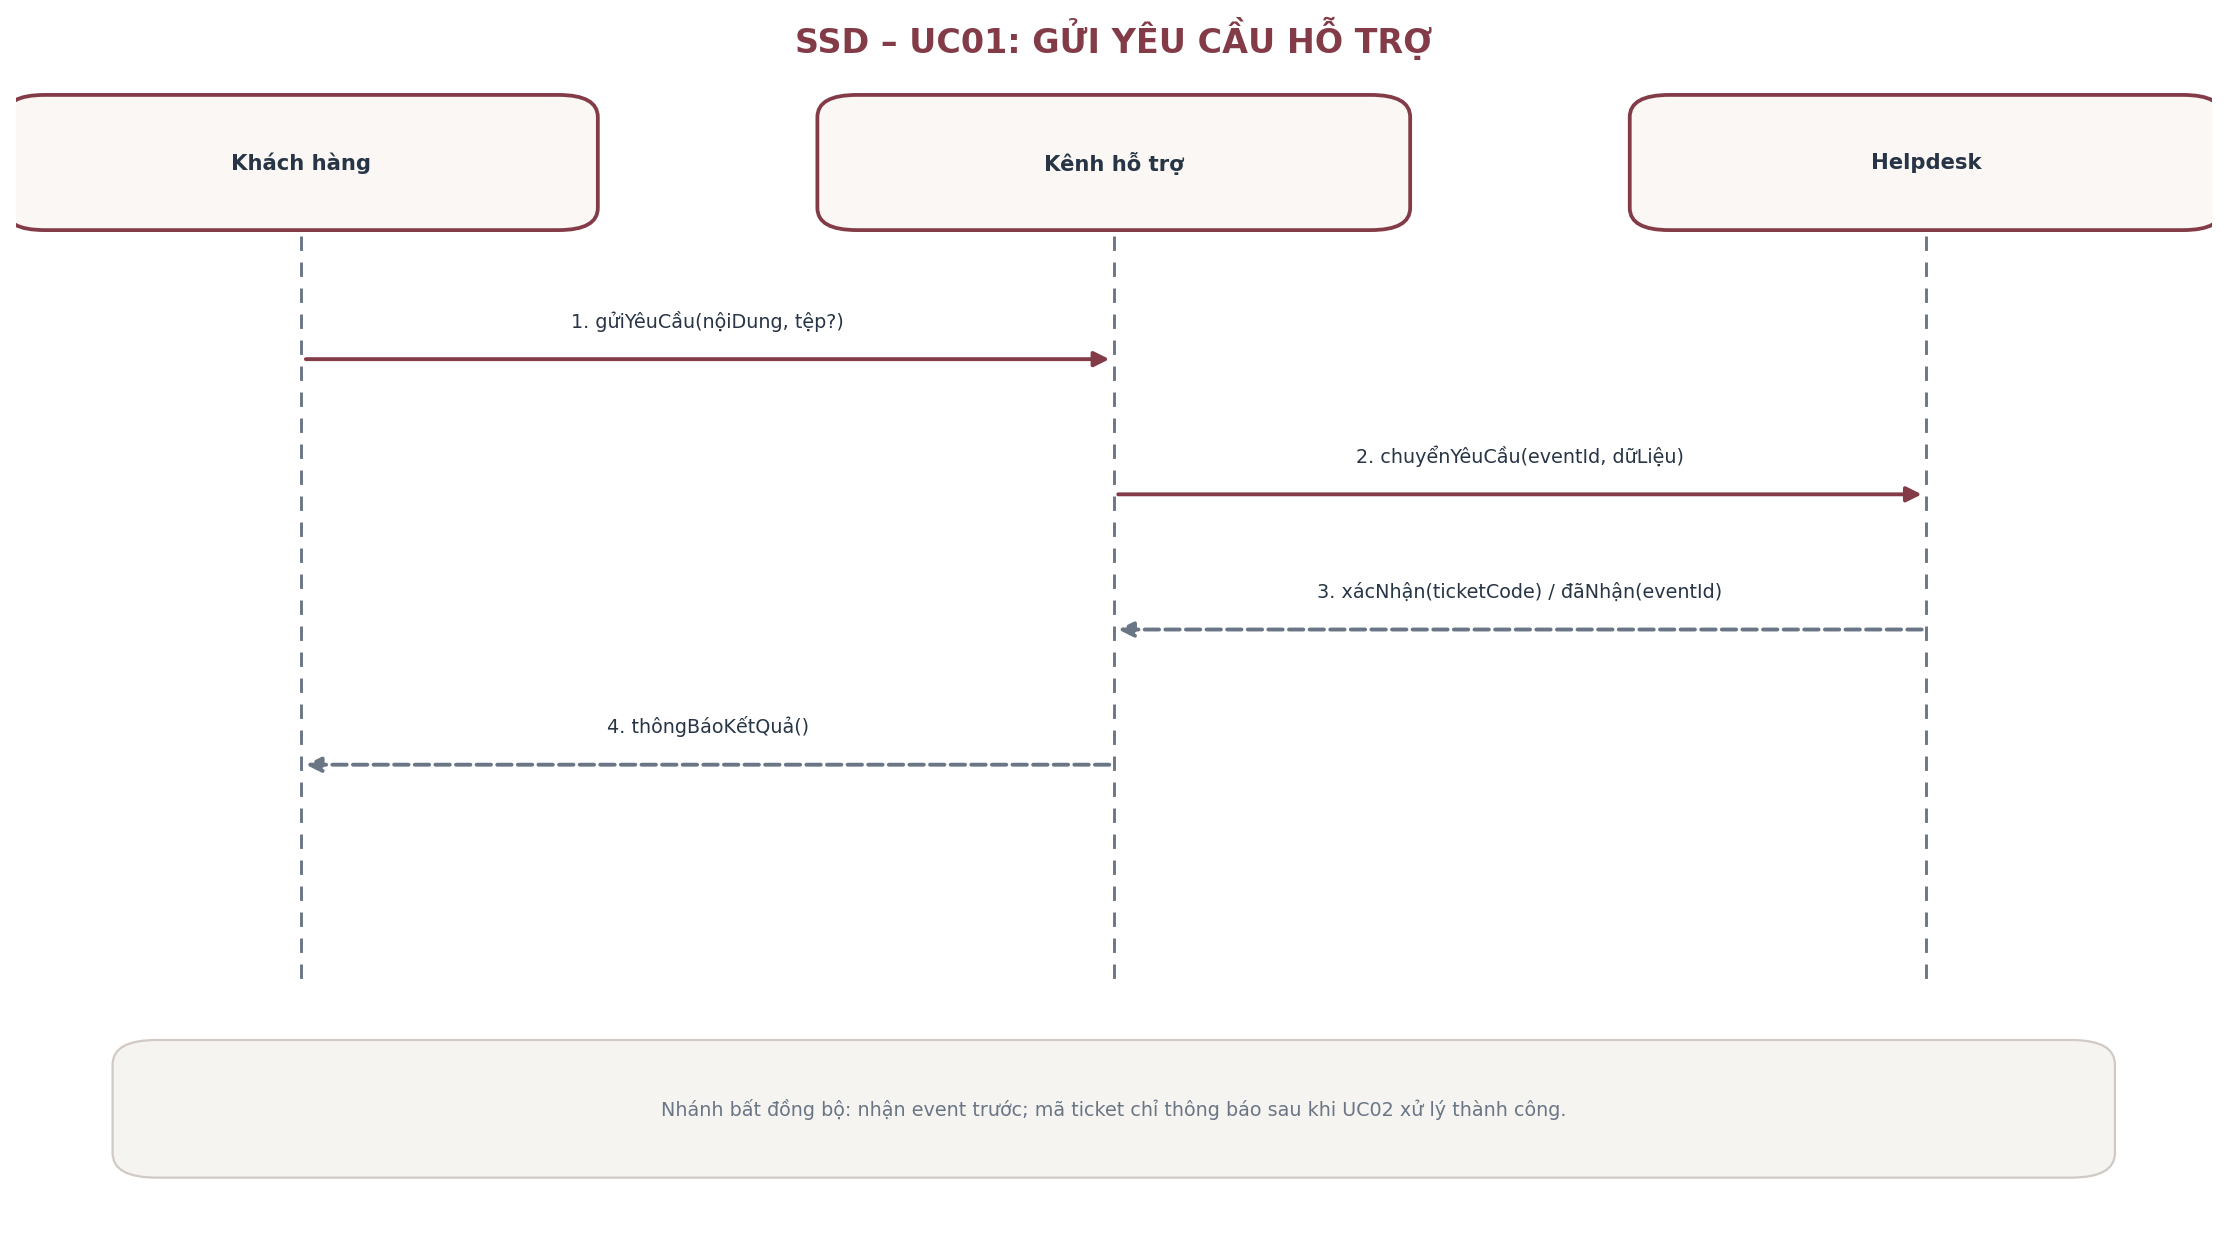 SSD – UC01: GỬI YÊU CẦU HỖ TRỢ
Khách hàng
Kênh hỗ trợ
Helpdesk
1. gửiYêuCầu(nộiDung, tệp?)
2. chuyểnYêuCầu(eventId, dữLiệu)
3. xácNhận(ticketCode) / đãNhận(eventId)
4. thôngBáoKếtQuả()
Nhánh bất đồng bộ: nhận event trước; mã ticket chỉ thông báo sau khi UC02 xử lý thành công.